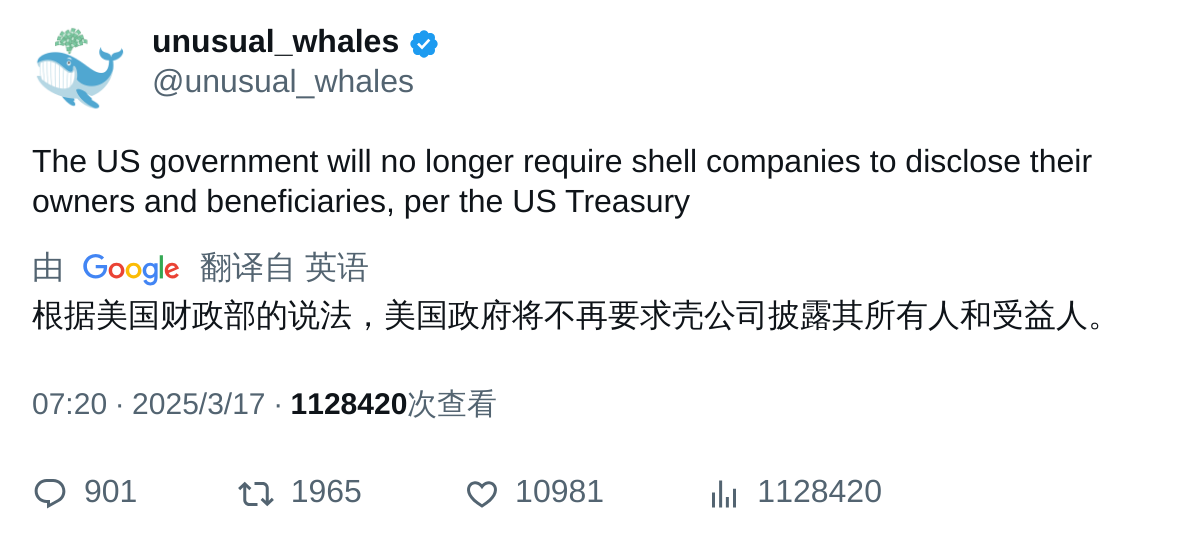 unusual_whales
@unusual_whales
The US government will no longer require shell companies to disclose their
owners and beneficiaries, per the US Treasury
由 Google 翻译自 英语
根据美国财政部的说法，美国政府将不再要求壳公司披露其所有人和受益人。
07:20 · 2025/3/17 · 1128420次查看
901 1965 10981 1128420